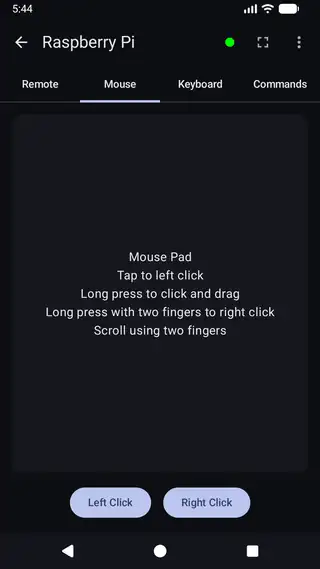 5:44
Raspberry Pi
Remote Mouse Keyboard Commands
Mouse Pad
Tap to left click
Long press to click and drag
Long press with two fingers to right click
Scroll using two fingers
Left Click Right Click